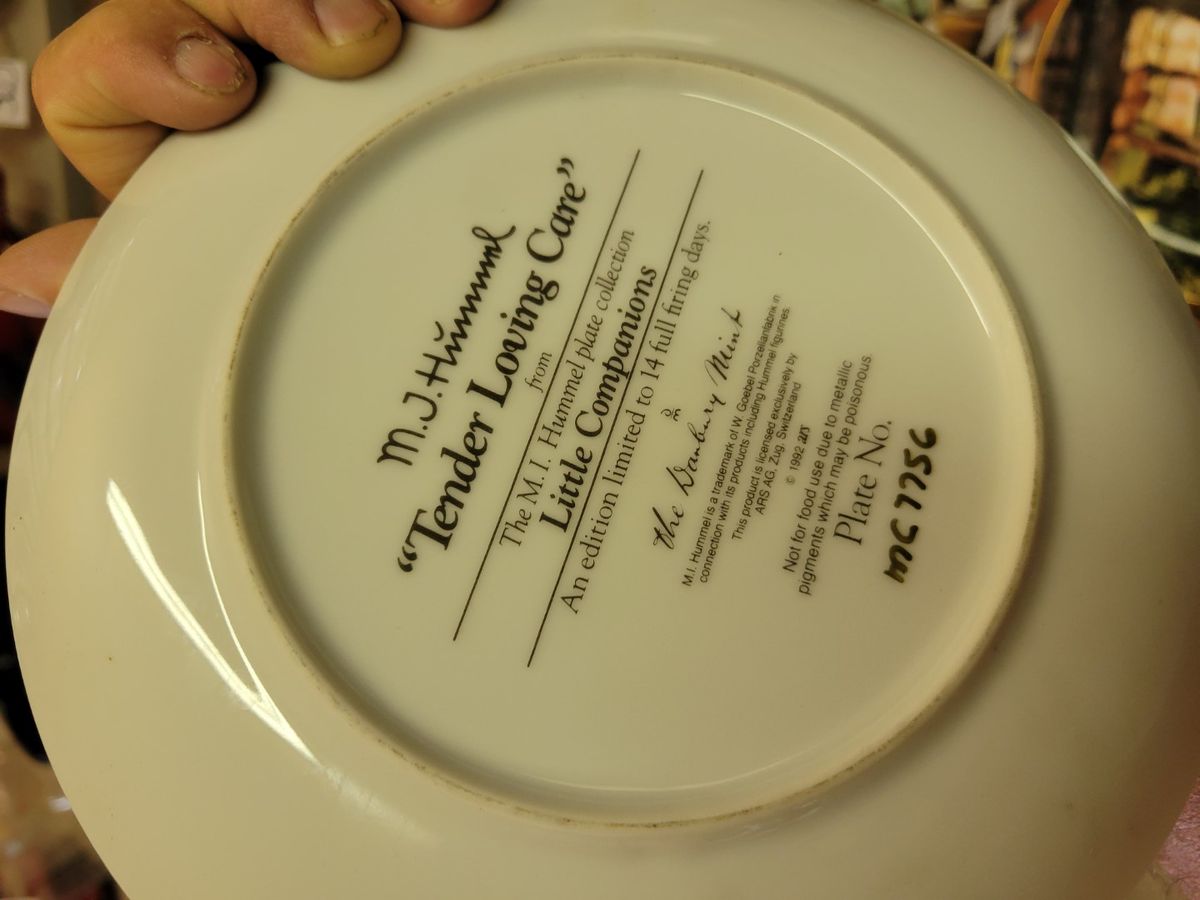 M.J.Hummel
“Tender Loving Care”
from
The M. I. Hummel plate collection
Little Companions
An edition limited to 14 full firing days.
The Danbury Mint
M.I. Hummel is a trademark of W. Goebel Porzellanfabrik in
connection with its products including Hummel figurines
This product is licensed exclusively by
ARS AG, Zug, Switzerland
© 1992 ars
Not for food use due to metallic
pigments which may be poisonous.
Plate No.
MC7756